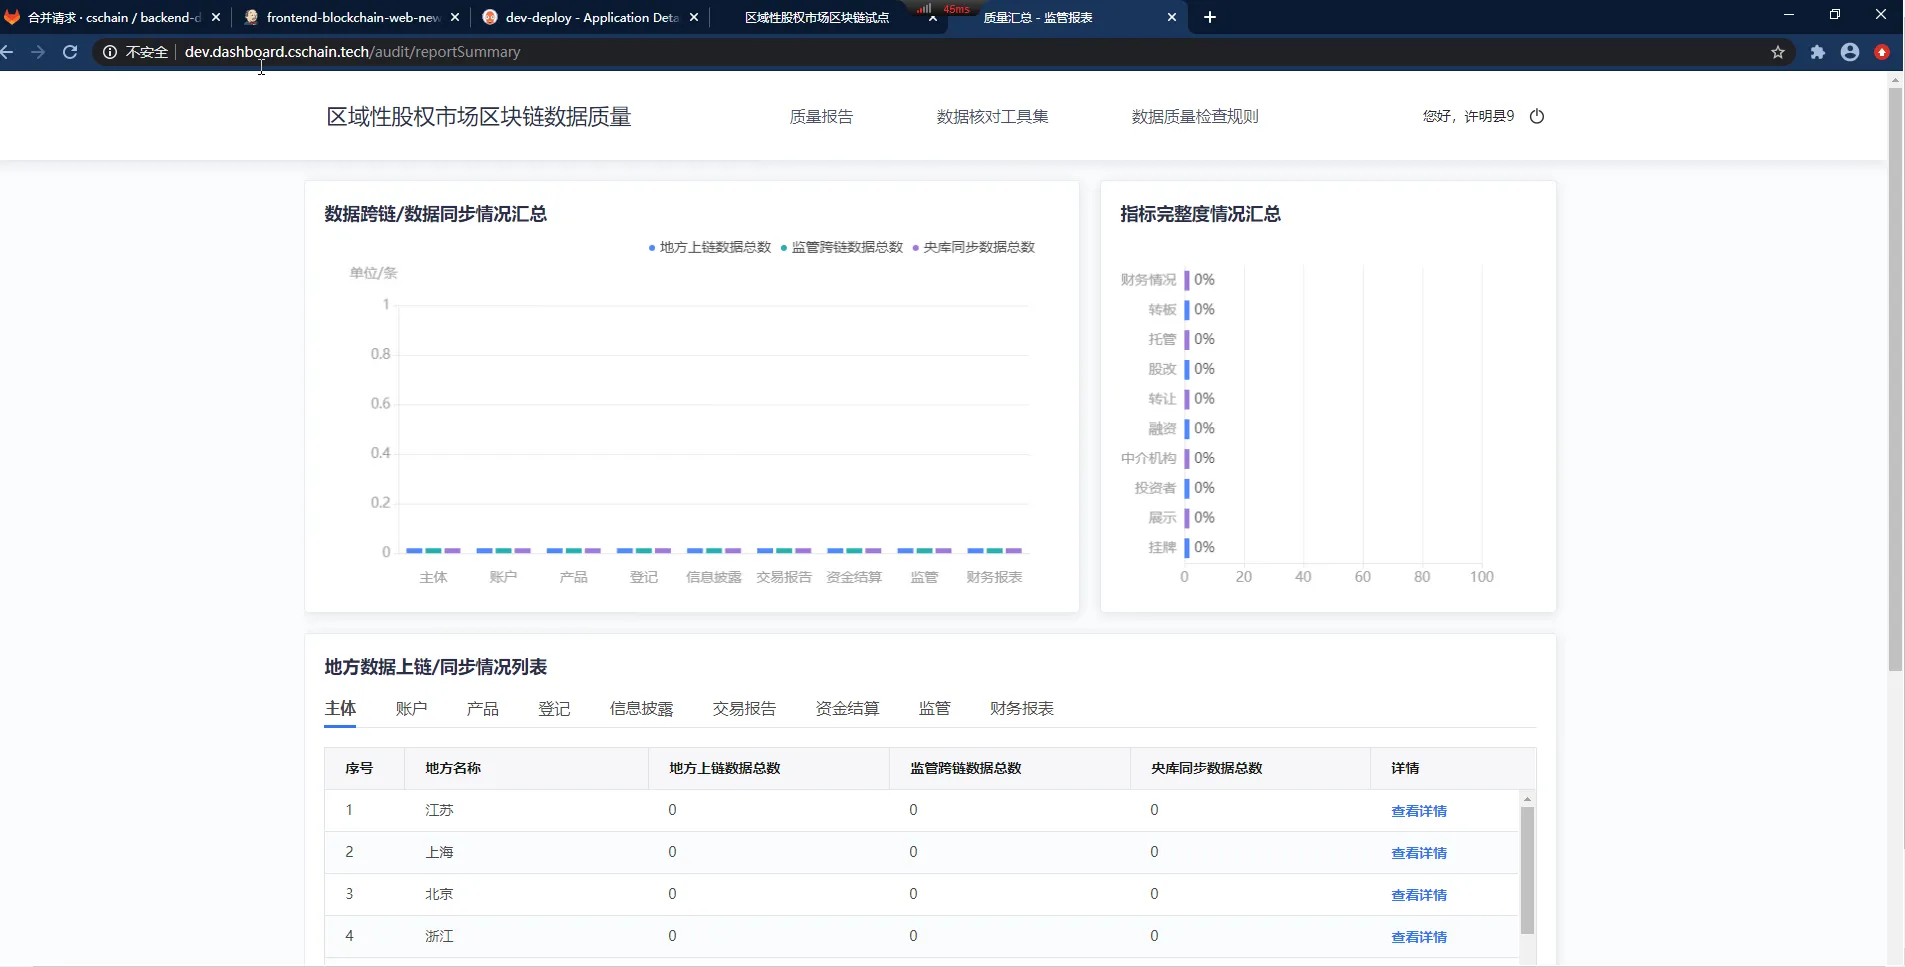 合并请求 · cschain / backend-d
frontend-blockchain-web-new
dev-deploy - Application Deta
区域性股权市场区块链试点
45ms
质量汇总 - 监管报表
不安全
dev.dashboard.cschain.tech/audit/reportSummary
区域性股权市场区块链数据质量
质量报告
数据核对工具集
数据质量检查规则
您好，许明县9
数据跨链/数据同步情况汇总
地方上链数据总数 监管跨链数据总数 央库同步数据总数
单位/条
1
0.8
0.6
0.4
0.2
0
主体 账户 产品 登记 信息披露 交易报告 资金结算 监管 财务报表
指标完整度情况汇总
财务情况 0%
转板 0%
托管 0%
股改 0%
转让 0%
融资 0%
中介机构 0%
投资者 0%
展示 0%
挂牌 0%
0 20 40 60 80 100
地方数据上链/同步情况列表
主体 账户 产品 登记 信息披露 交易报告 资金结算 监管 财务报表
序号 地方名称 地方上链数据总数 监管跨链数据总数 央库同步数据总数 详情
1 江苏 0 0 0 查看详情
2 上海 0 0 0 查看详情
3 北京 0 0 0 查看详情
4 浙江 0 0 0 查看详情